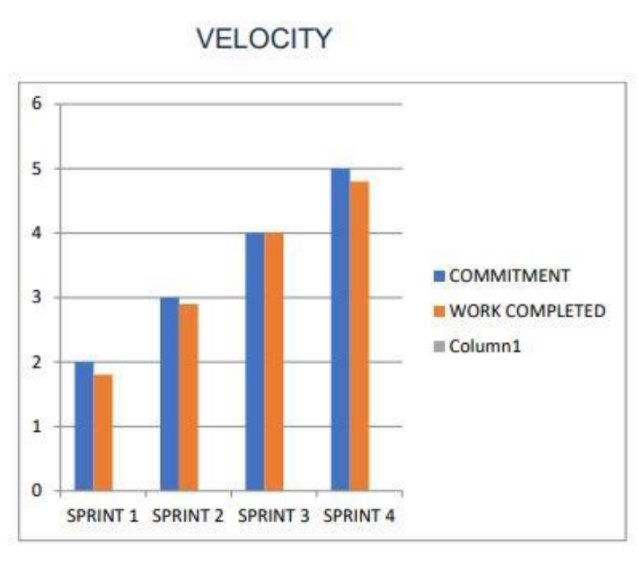 VELOCITY
6
5
4
3
2
1
0
SPRINT 1 SPRINT 2 SPRINT 3 SPRINT 4
COMMITMENT
WORK COMPLETED
Column1